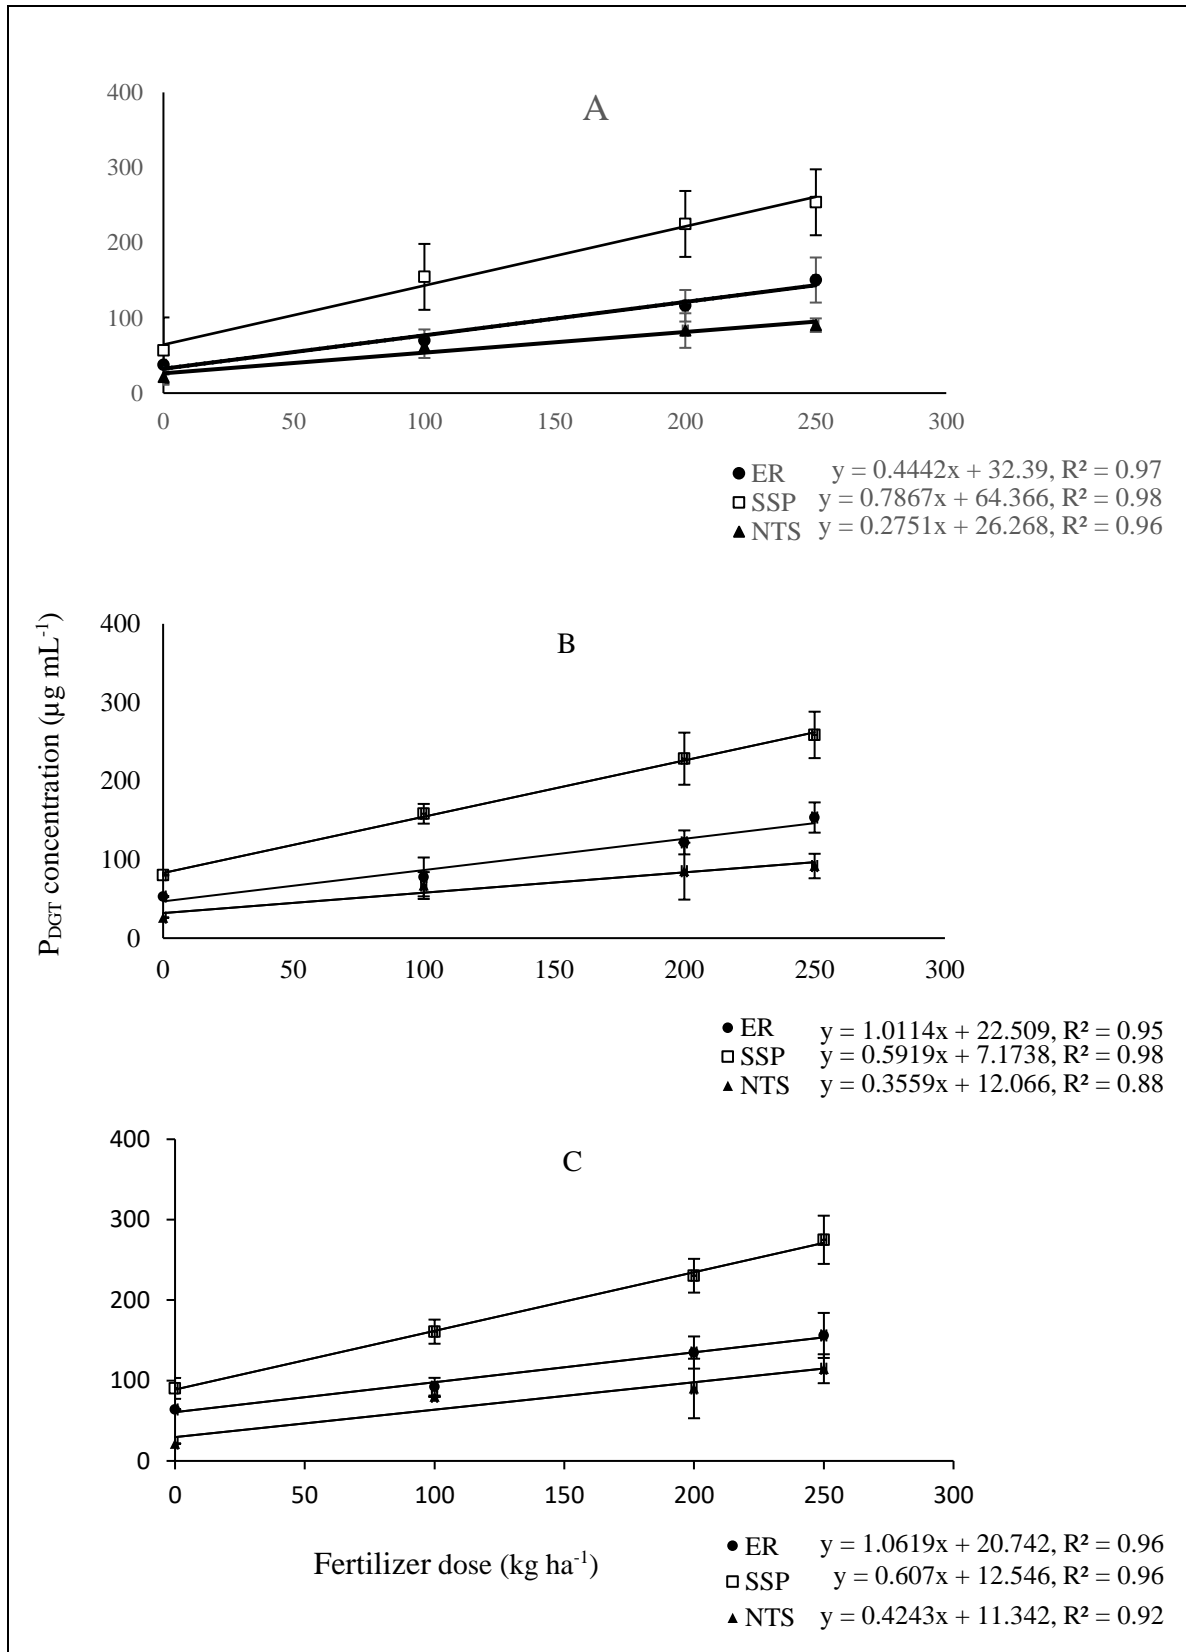 A
400
300
200
100
0
0 50 100 150 200 250 300
ER y = 0.4442x + 32.39, R² = 0.97
SSP y = 0.7867x + 64.366, R² = 0.98
NTS y = 0.2751x + 26.268, R² = 0.96
PDGT concentration (µg mL-1)
B
400
300
200
100
0
0 50 100 150 200 250 300
ER y = 1.0114x + 22.509, R² = 0.95
SSP y = 0.5919x + 7.1738, R² = 0.98
NTS y = 0.3559x + 12.066, R² = 0.88
C
400
300
200
100
0
0 50 100 150 200 250 300
Fertilizer dose (kg ha-1)
ER y = 1.0619x + 20.742, R² = 0.96
SSP y = 0.607x + 12.546, R² = 0.96
NTS y = 0.4243x + 11.342, R² = 0.92